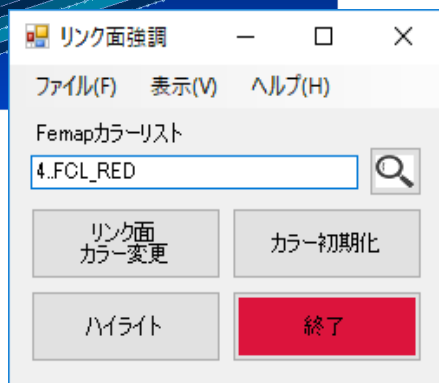 リンク面強調
ファイル(F) 表示(V) ヘルプ(H)
Femapカラーリスト
4..FCL_RED
リンク面
カラー変更
カラー初期化
ハイライト
終了